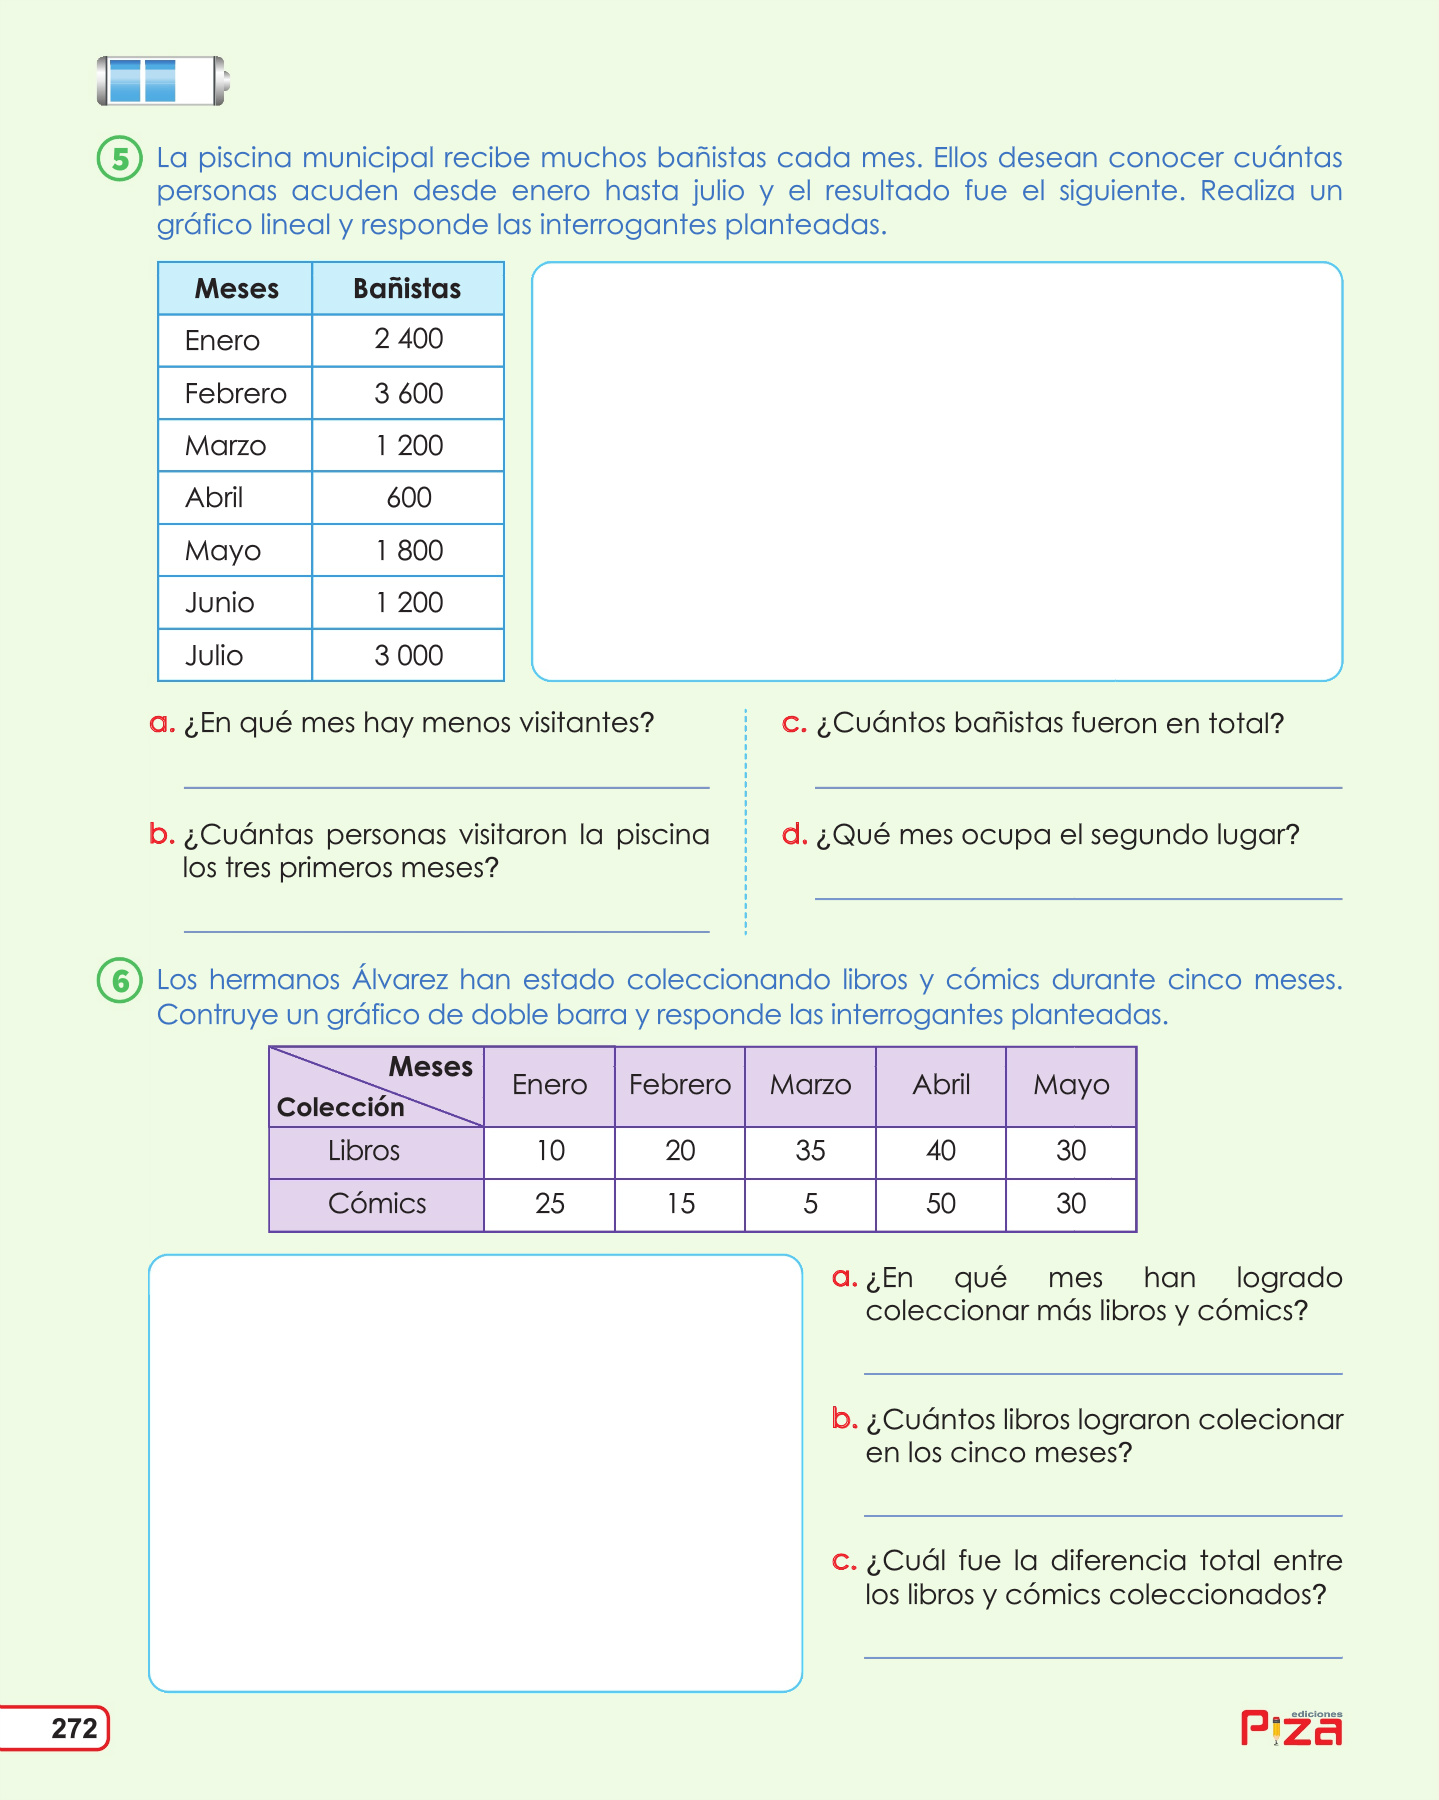 5 La piscina municipal recibe muchos bañistas cada mes. Ellos desean conocer cuántas
personas acuden desde enero hasta julio y el resultado fue el siguiente. Realiza un
gráfico lineal y responde las interrogantes planteadas.
Meses Bañistas
Enero 2 400
Febrero 3 600
Marzo 1 200
Abril 600
Mayo 1 800
Junio 1 200
Julio 3 000
a. ¿En qué mes hay menos visitantes?
b. ¿Cuántas personas visitaron la piscina
los tres primeros meses?
c. ¿Cuántos bañistas fueron en total?
d. ¿Qué mes ocupa el segundo lugar?
6 Los hermanos Álvarez han estado coleccionando libros y cómics durante cinco meses.
Contruye un gráfico de doble barra y responde las interrogantes planteadas.
Meses
Colección
Enero Febrero Marzo Abril Mayo
Libros 10 20 35 40 30
Cómics 25 15 5 50 30
a. ¿En qué mes han logrado
coleccionar más libros y cómics?
b. ¿Cuántos libros lograron colecionar
en los cinco meses?
c. ¿Cuál fue la diferencia total entre
los libros y cómics coleccionados?
272
ediciones
Piza